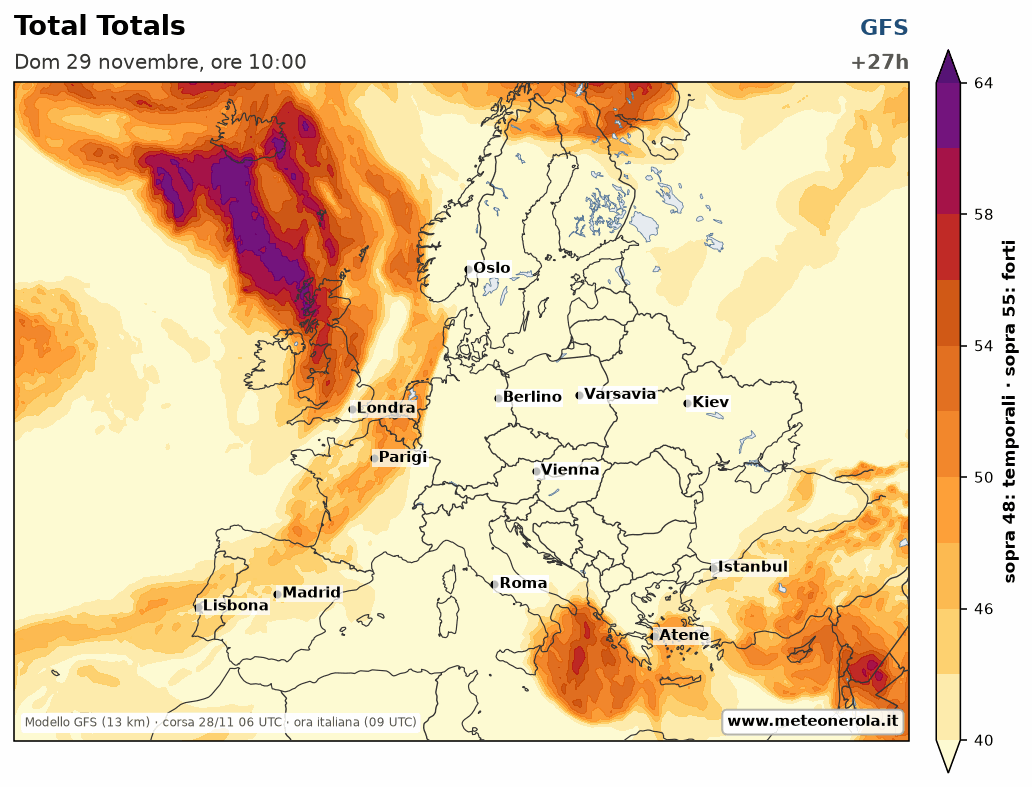 Total Totals
GFS
Dom 29 novembre, ore 10:00
+27h
64
58
54
50
46
40
sopra 48: temporali · sopra 55: forti
Oslo
Londra
Berlino
Varsavia
Kiev
Parigi
Vienna
Istanbul
Roma
Madrid
Lisbona
Atene
Modello GFS (13 km) · corsa 28/11 06 UTC · ora italiana (09 UTC)
www.meteonerola.it